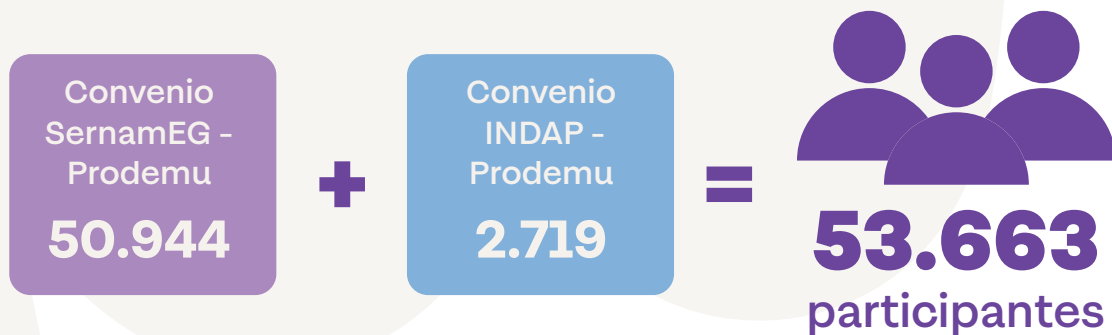 Convenio
SernamEG -
Prodemu
50.944
+
Convenio
INDAP -
Prodemu
2.719
=
53.663
participantes